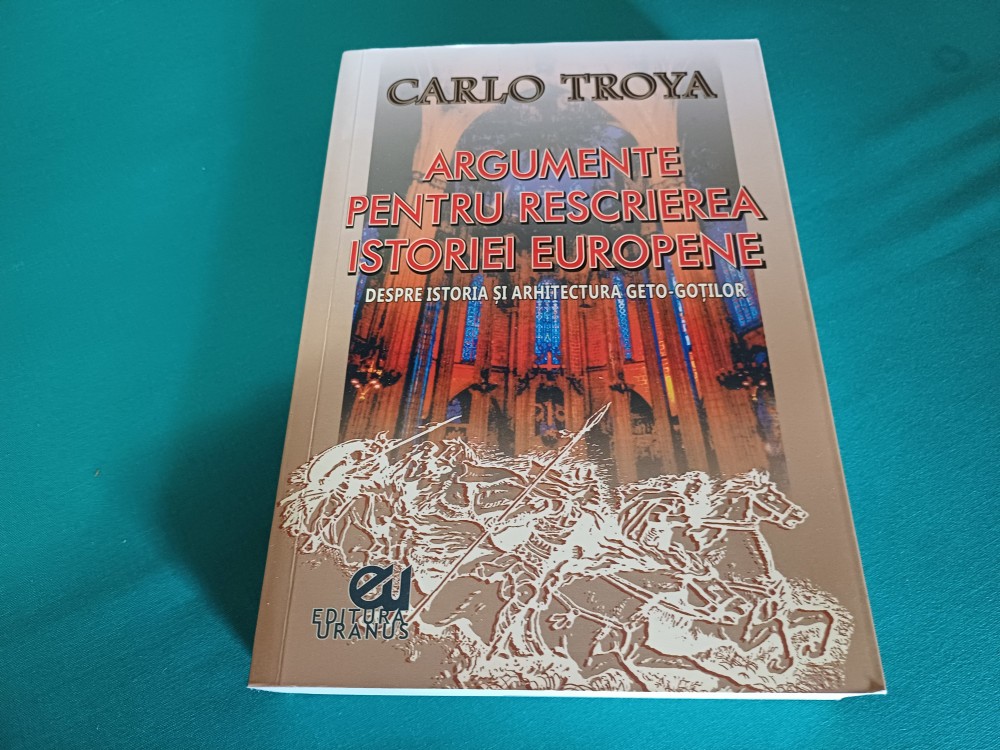 CARLO TROYA
ARGUMENTE
PENTRU RESCRIEREA
ISTORIEI EUROPENE
DESPRE ISTORIA ȘI ARHITECTURA GETO-GOȚILOR
eu
EDITURA
URANUS